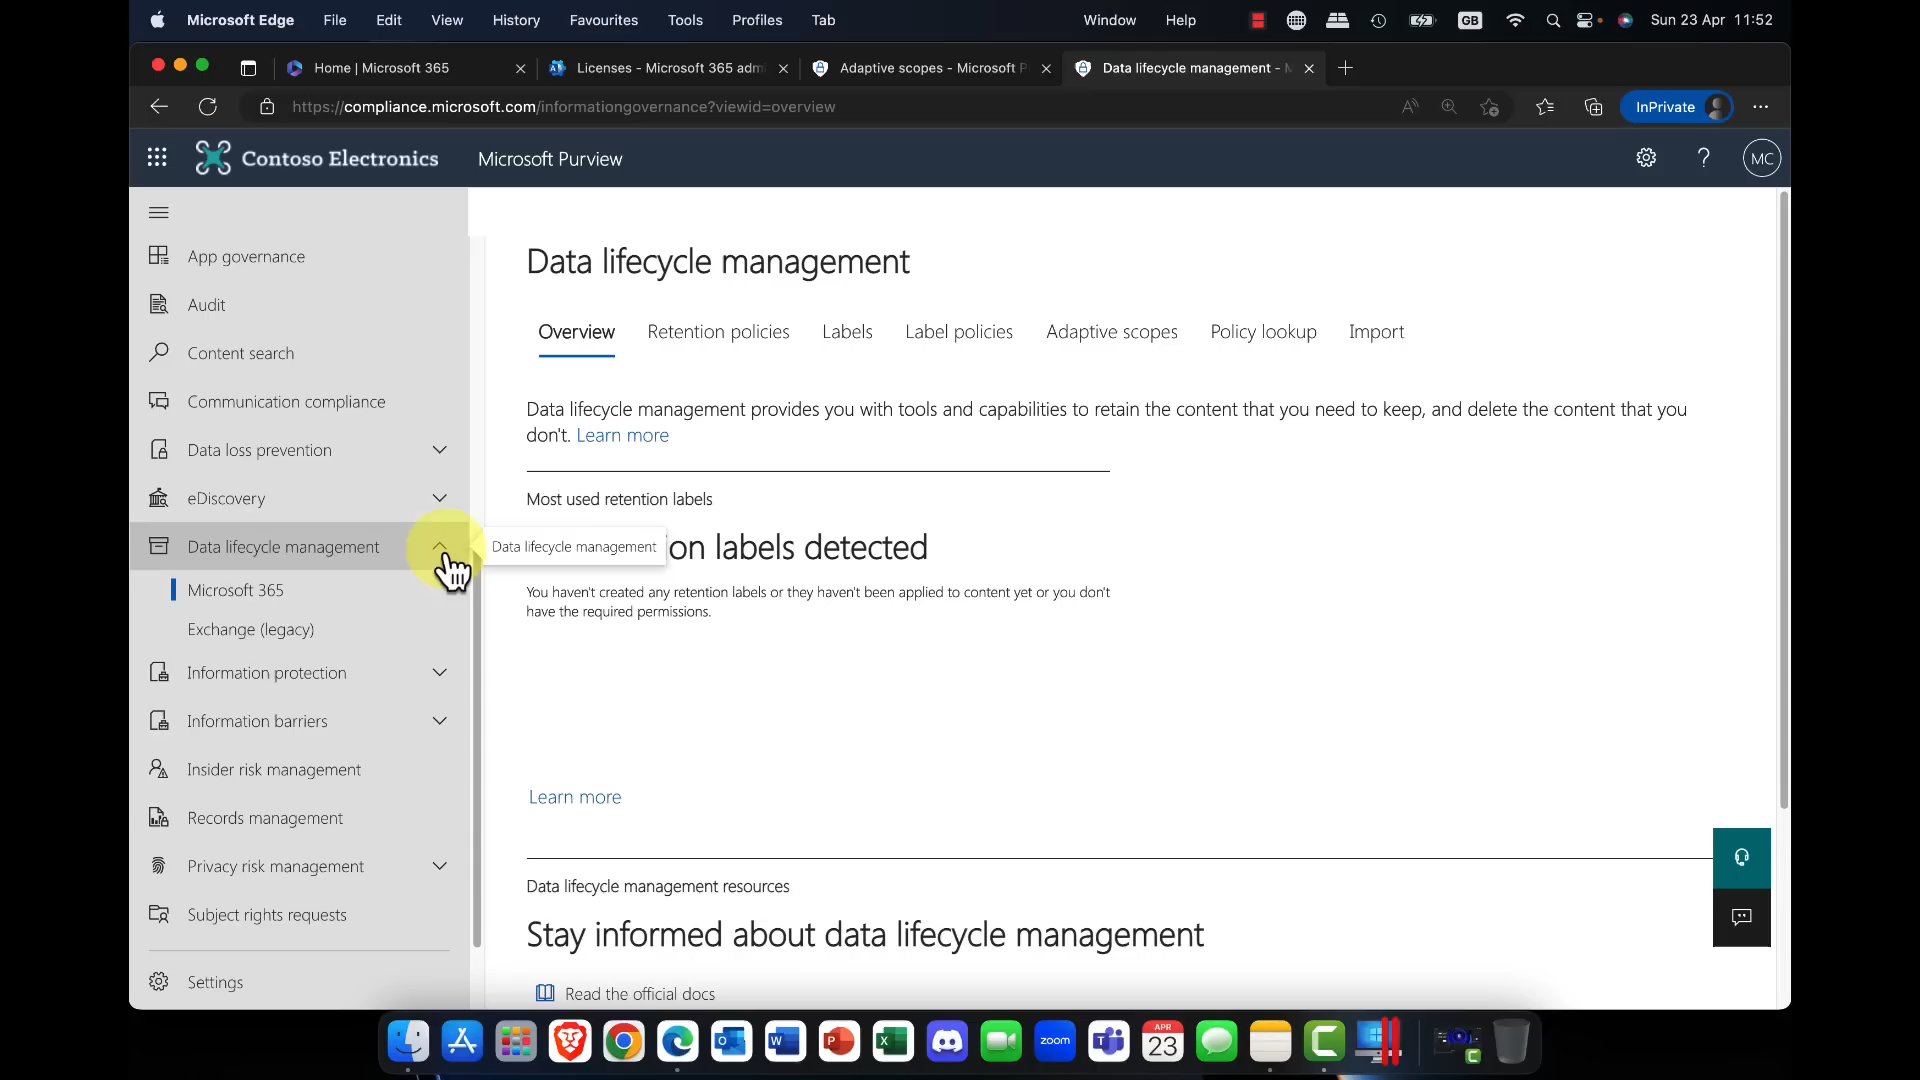 Microsoft Edge File Edit View History Favourites Tools Profiles Tab Window Help GB Sun 23 Apr 11:52
Home | Microsoft 365
Licenses - Microsoft 365 adm
Adaptive scopes - Microsoft P
Data lifecycle management - M
https://compliance.microsoft.com/informationgovernance?viewid=overview
InPrivate
Contoso Electronics
Microsoft Purview
MC
App governance
Audit
Content search
Communication compliance
Data loss prevention
eDiscovery
Data lifecycle management
Microsoft 365
Exchange (legacy)
Information protection
Information barriers
Insider risk management
Records management
Privacy risk management
Subject rights requests
Settings
Data lifecycle management
Data lifecycle management
Overview Retention policies Labels Label policies Adaptive scopes Policy lookup Import
Data lifecycle management provides you with tools and capabilities to retain the content that you need to keep, and delete the content that you
don't. Learn more
Most used retention labels
on labels detected
You haven't created any retention labels or they haven't been applied to content yet or you don't
have the required permissions.
Learn more
Data lifecycle management resources
Stay informed about data lifecycle management
Read the official docs
zoom
APR
23